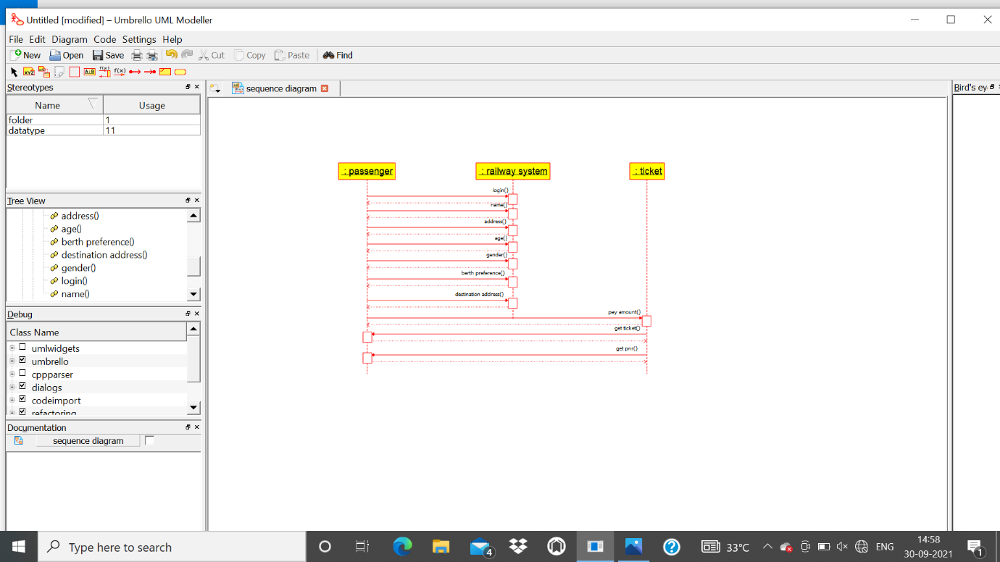 Untitled [modified] – Umbrello UML Modeller
File Edit Diagram Code Settings Help
New Open Save Cut Copy Paste Find
XYZ A:B f(x) f(x)
Stereotypes
Name Usage
folder 1
datatype 11
Tree View
address()
age()
berth preference()
destination address()
gender()
login()
name()
Debug
Class Name
umlwidgets
umbrello
cppparser
dialogs
codeimport
refactoring
Documentation
sequence diagram
sequence diagram
Bird's ey
: passenger : railway system : ticket
login()
name()
address()
age()
gender()
berth preference()
destination address()
pay amount()
get ticket()
get pnr()
Type here to search
4
33°C
ENG
14:58
30-09-2021
1